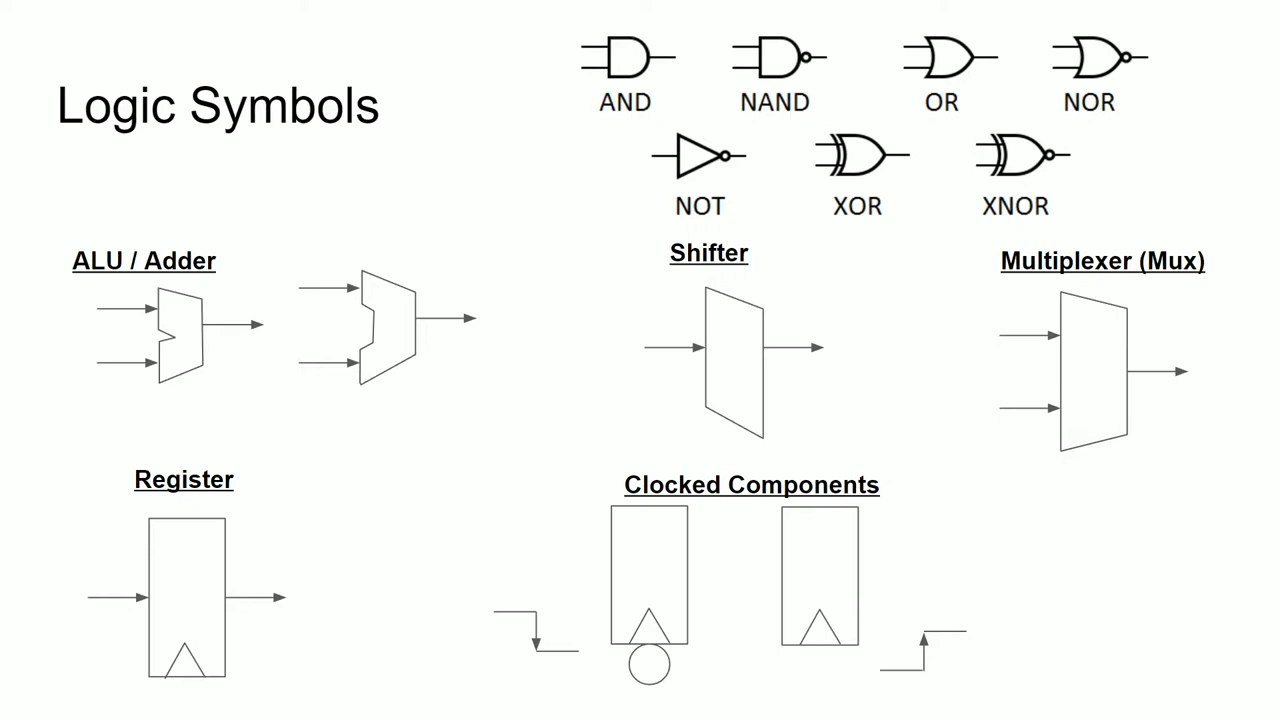 Logic Symbols
AND NAND OR NOR
NOT XOR XNOR
ALU / Adder
Shifter
Multiplexer (Mux)
Register
Clocked Components